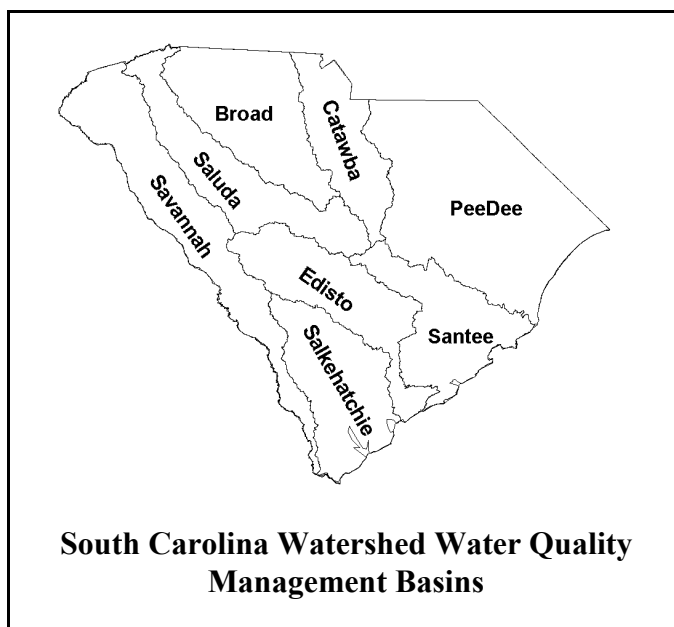 Broad
Catawba
Saluda
Savannah
PeeDee
Edisto
Santee
Salkehatchie
South Carolina Watershed Water Quality
Management Basins